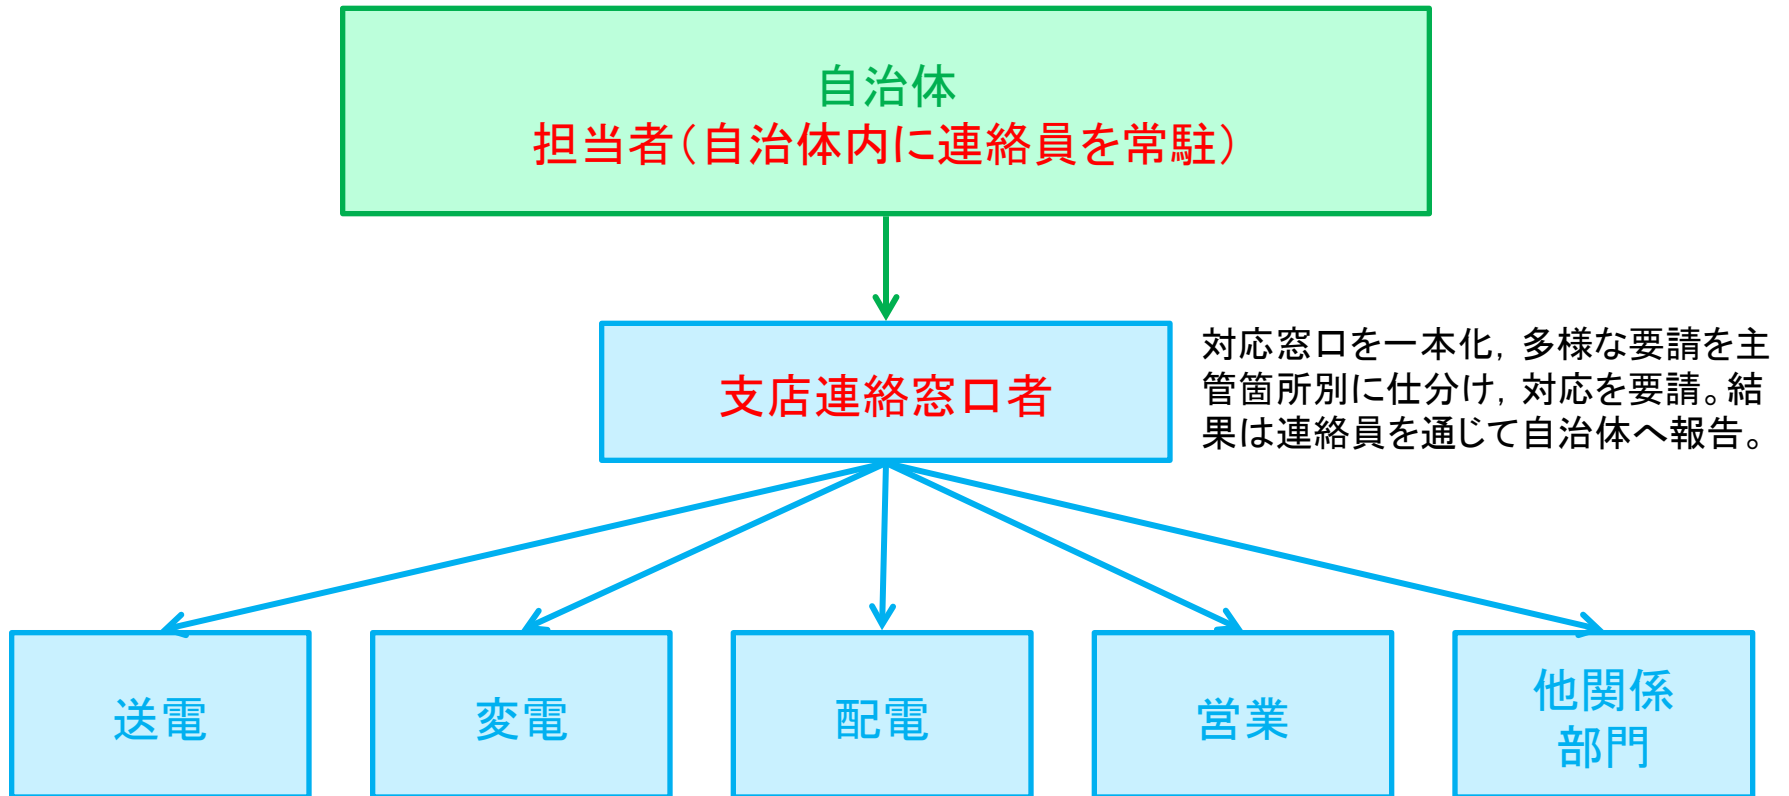 自治体
担当者（自治体内に連絡員を常駐）
支店連絡窓口者
対応窓口を一本化，多様な要請を主
管箇所別に仕分け，対応を要請。結
果は連絡員を通じて自治体へ報告。
送電
変電
配電
営業
他関係
部門